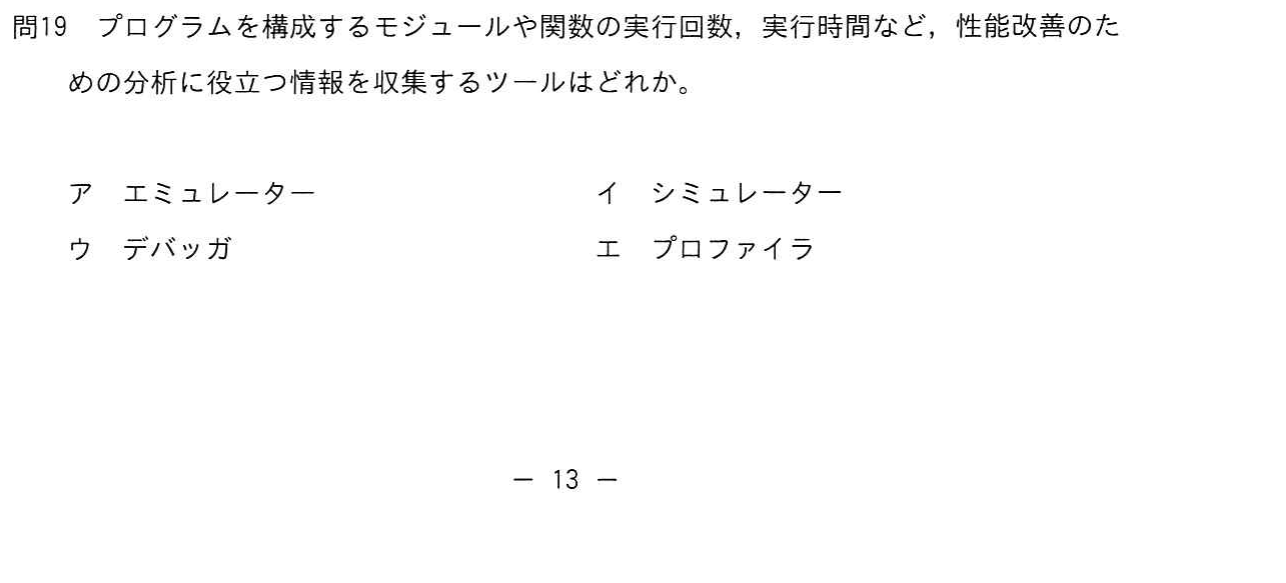 問19　プログラムを構成するモジュールや関数の実行回数，実行時間など，性能改善のた
めの分析に役立つ情報を収集するツールはどれか。
ア　エミュレーター　イ　シミュレーター
ウ　デバッガ　エ　プロファイラ
－ 13 －